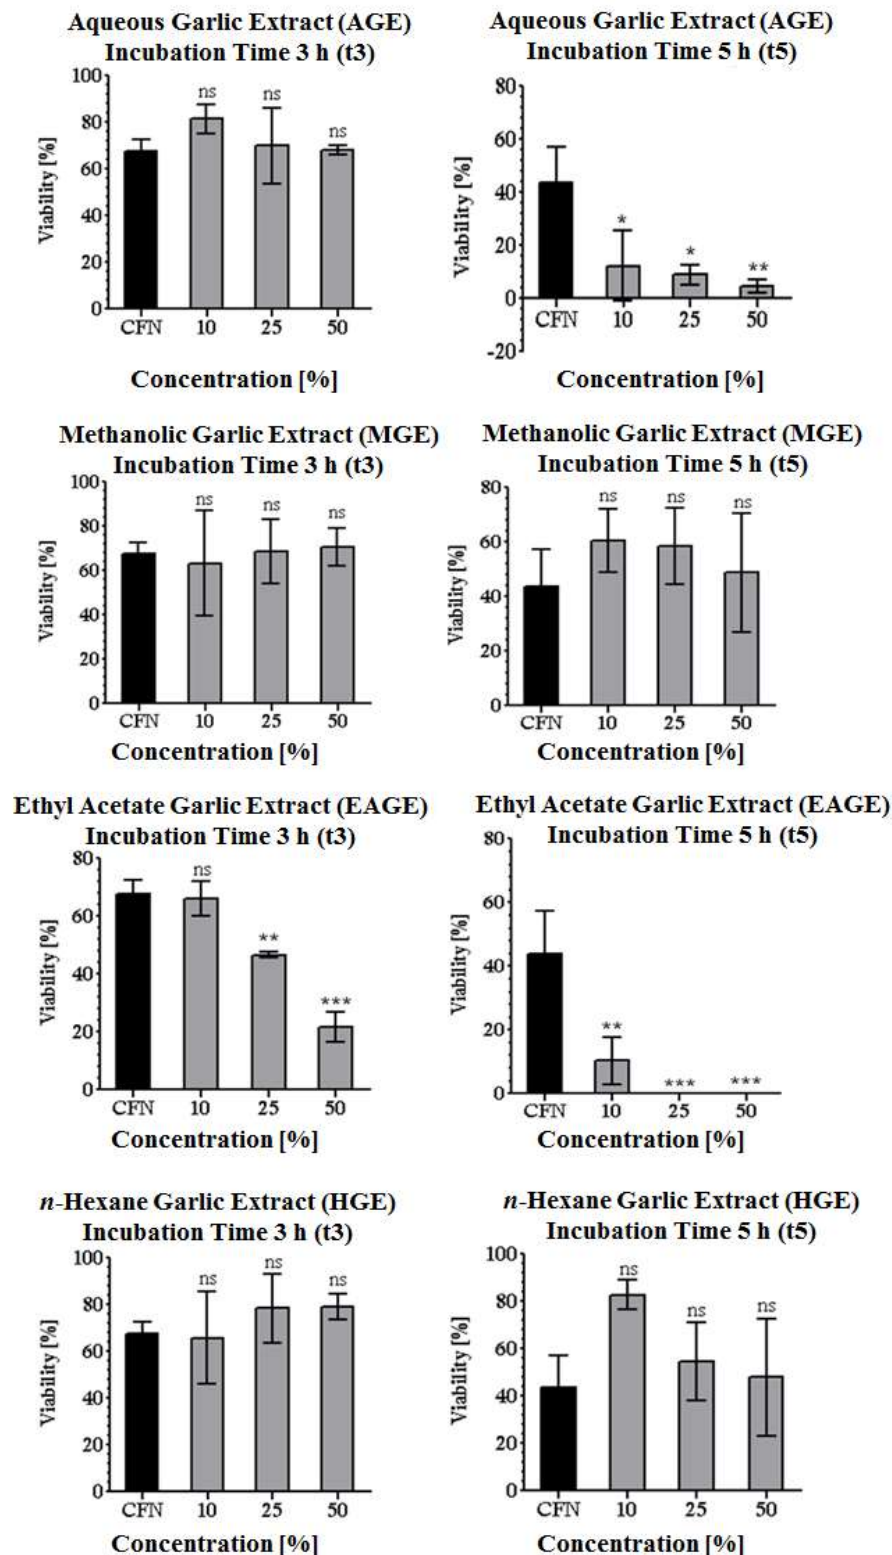 Aqueous Garlic Extract (AGE)
Incubation Time 3 h (t3)
100
80
60
40
20
0
Viability [%]
ns
ns
ns
CFN 10 25 50
Concentration [%]
Aqueous Garlic Extract (AGE)
Incubation Time 5 h (t5)
80
60
40
20
0
-20
Viability [%]
*
*
**
CFN 10 25 50
Concentration [%]
Methanolic Garlic Extract (MGE)
Incubation Time 3 h (t3)
100
80
60
40
20
0
Viability [%]
ns
ns
ns
CFN 10 25 50
Concentration [%]
Methanolic Garlic Extract (MGE)
Incubation Time 5 h (t5)
80
60
40
20
0
Viability [%]
ns
ns
ns
CFN 10 25 50
Concentration [%]
Ethyl Acetate Garlic Extract (EAGE)
Incubation Time 3 h (t3)
80
60
40
20
0
Viability [%]
ns
**
***
CFN 10 25 50
Concentration [%]
Ethyl Acetate Garlic Extract (EAGE)
Incubation Time 5 h (t5)
80
60
40
20
0
Viability [%]
**
***
***
CFN 10 25 50
Concentration [%]
n-Hexane Garlic Extract (HGE)
Incubation Time 3 h (t3)
100
80
60
40
20
0
Viability [%]
ns
ns
ns
CFN 10 25 50
Concentration [%]
n-Hexane Garlic Extract (HGE)
Incubation Time 5 h (t5)
100
80
60
40
20
0
Viability [%]
ns
ns
ns
CFN 10 25 50
Concentration [%]